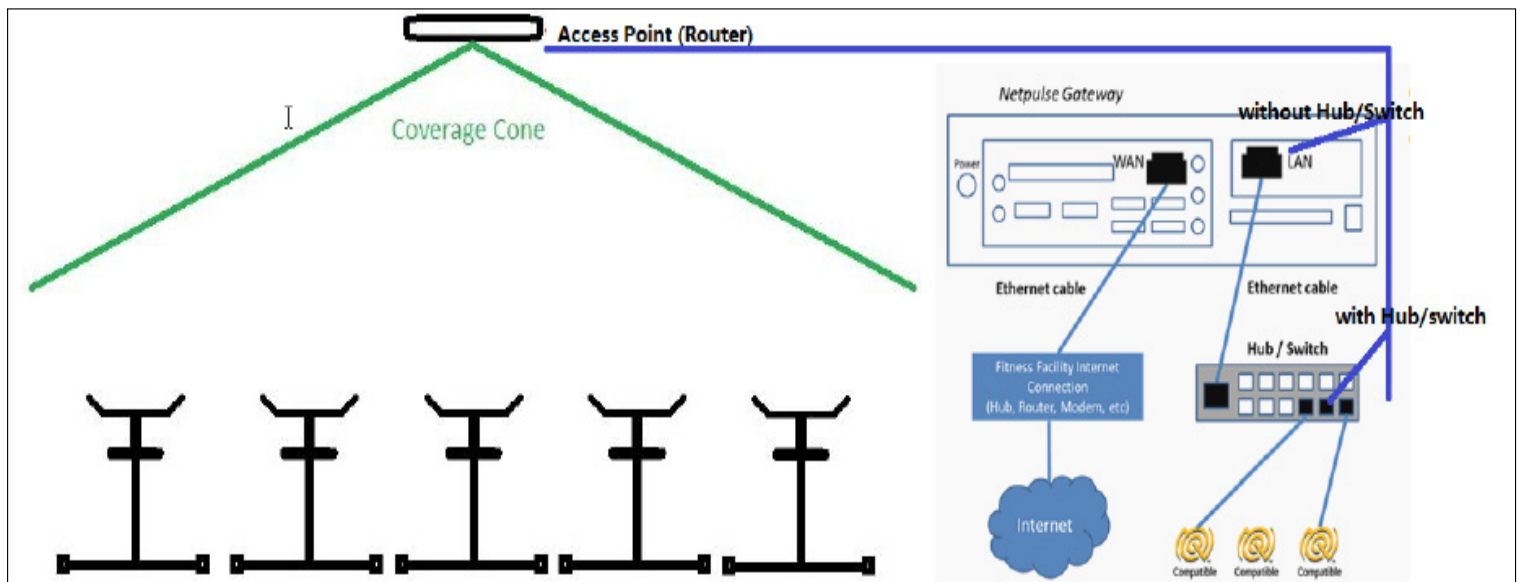 Access Point (Router)
Coverage Cone
Netpulse Gateway
without Hub/Switch
Power
WAN
LAN
Ethernet cable
Ethernet cable
with Hub/switch
Hub / Switch
Fitness Facility Internet
Connection
(Hub, Router, Modem, etc)
Internet
Compatible
Compatible
Compatible